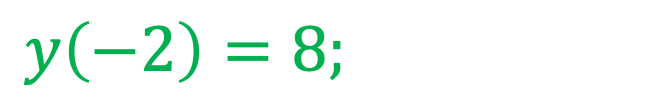 y(−2) = 8;